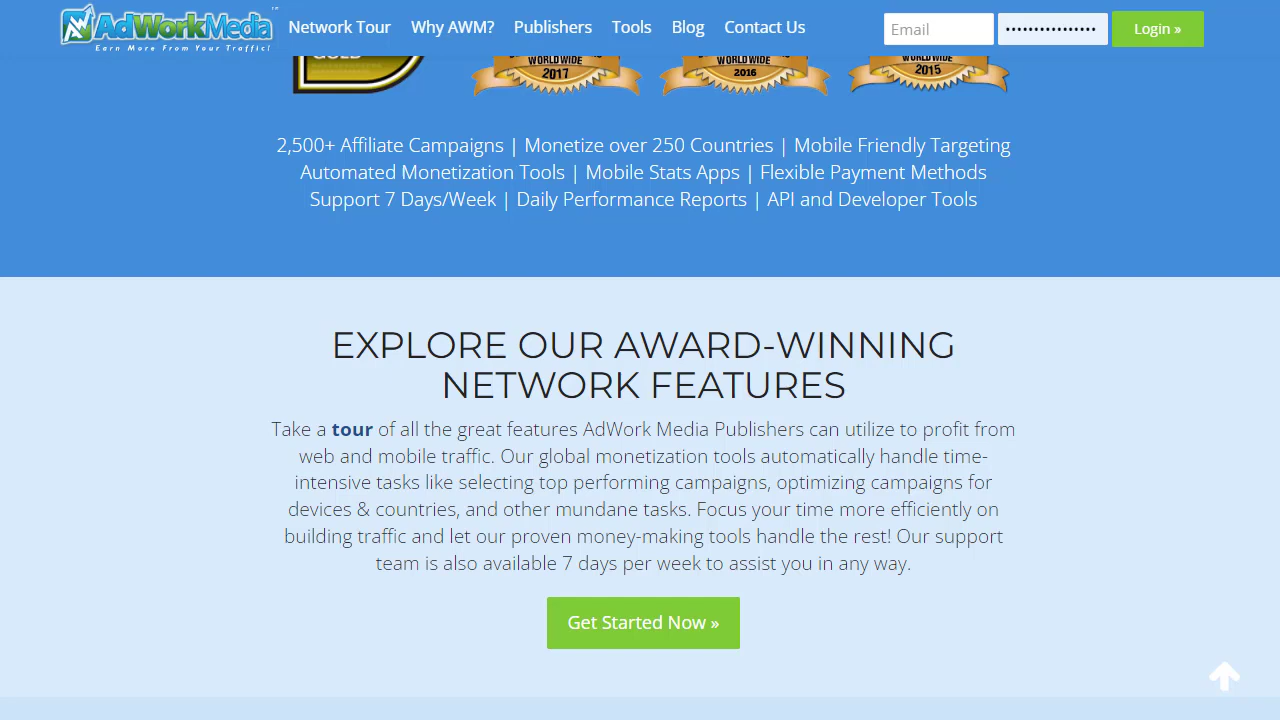 AdWorkMedia
Earn More From Your Traffic!
Network Tour Why AWM? Publishers Tools Blog Contact Us Email Login »
GOLD
WORLDWIDE 2017
WORLDWIDE 2016
WORLDWIDE 2015
2,500+ Affiliate Campaigns | Monetize over 250 Countries | Mobile Friendly Targeting
Automated Monetization Tools | Mobile Stats Apps | Flexible Payment Methods
Support 7 Days/Week | Daily Performance Reports | API and Developer Tools
EXPLORE OUR AWARD-WINNING
NETWORK FEATURES
Take a tour of all the great features AdWork Media Publishers can utilize to profit from
web and mobile traffic. Our global monetization tools automatically handle time-
intensive tasks like selecting top performing campaigns, optimizing campaigns for
devices & countries, and other mundane tasks. Focus your time more efficiently on
building traffic and let our proven money-making tools handle the rest! Our support
team is also available 7 days per week to assist you in any way.
Get Started Now »